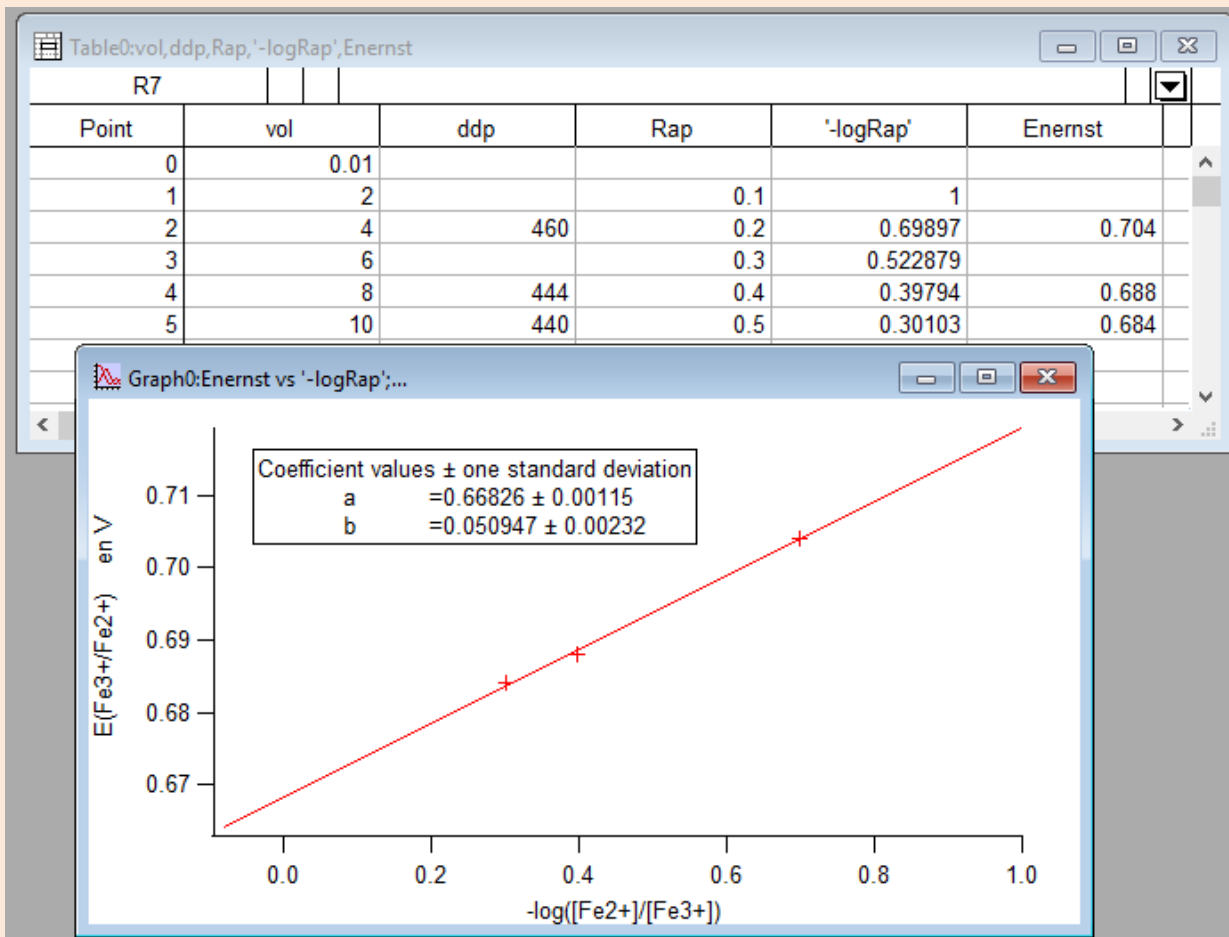 Table0:vol,ddp,Rap,'-logRap',Enernst
R7
Point vol ddp Rap '-logRap' Enernst
0 0.01
1 2 0.1 1
2 4 460 0.2 0.69897 0.704
3 6 0.3 0.522879
4 8 444 0.4 0.39794 0.688
5 10 440 0.5 0.30103 0.684
Graph0:Enernst vs '-logRap';...
Coefficient values ± one standard deviation
a =0.66826 ± 0.00115
b =0.050947 ± 0.00232
E(Fe3+/Fe2+) en V
0.71
0.70
0.69
0.68
0.67
0.0 0.2 0.4 0.6 0.8 1.0
-log([Fe2+]/[Fe3+])